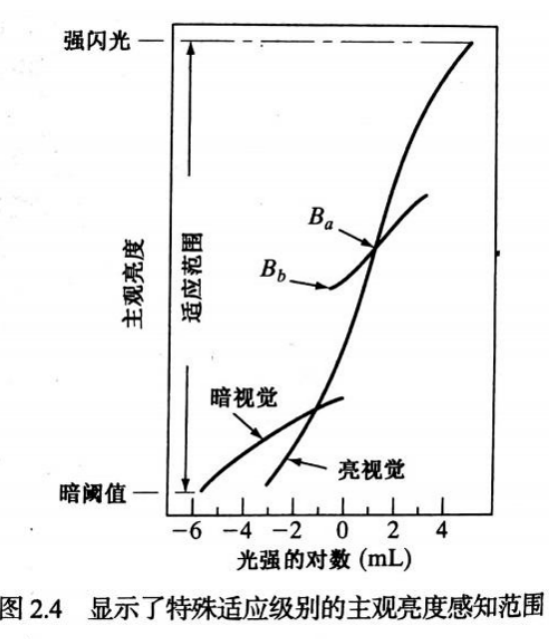 强闪光
主观亮度
适应范围
Ba
Bb
暗视觉
亮视觉
暗阈值
−6 −4 −2 0 2 4
光强的对数 (mL)
图 2.4 显示了特殊适应级别的主观亮度感知范围